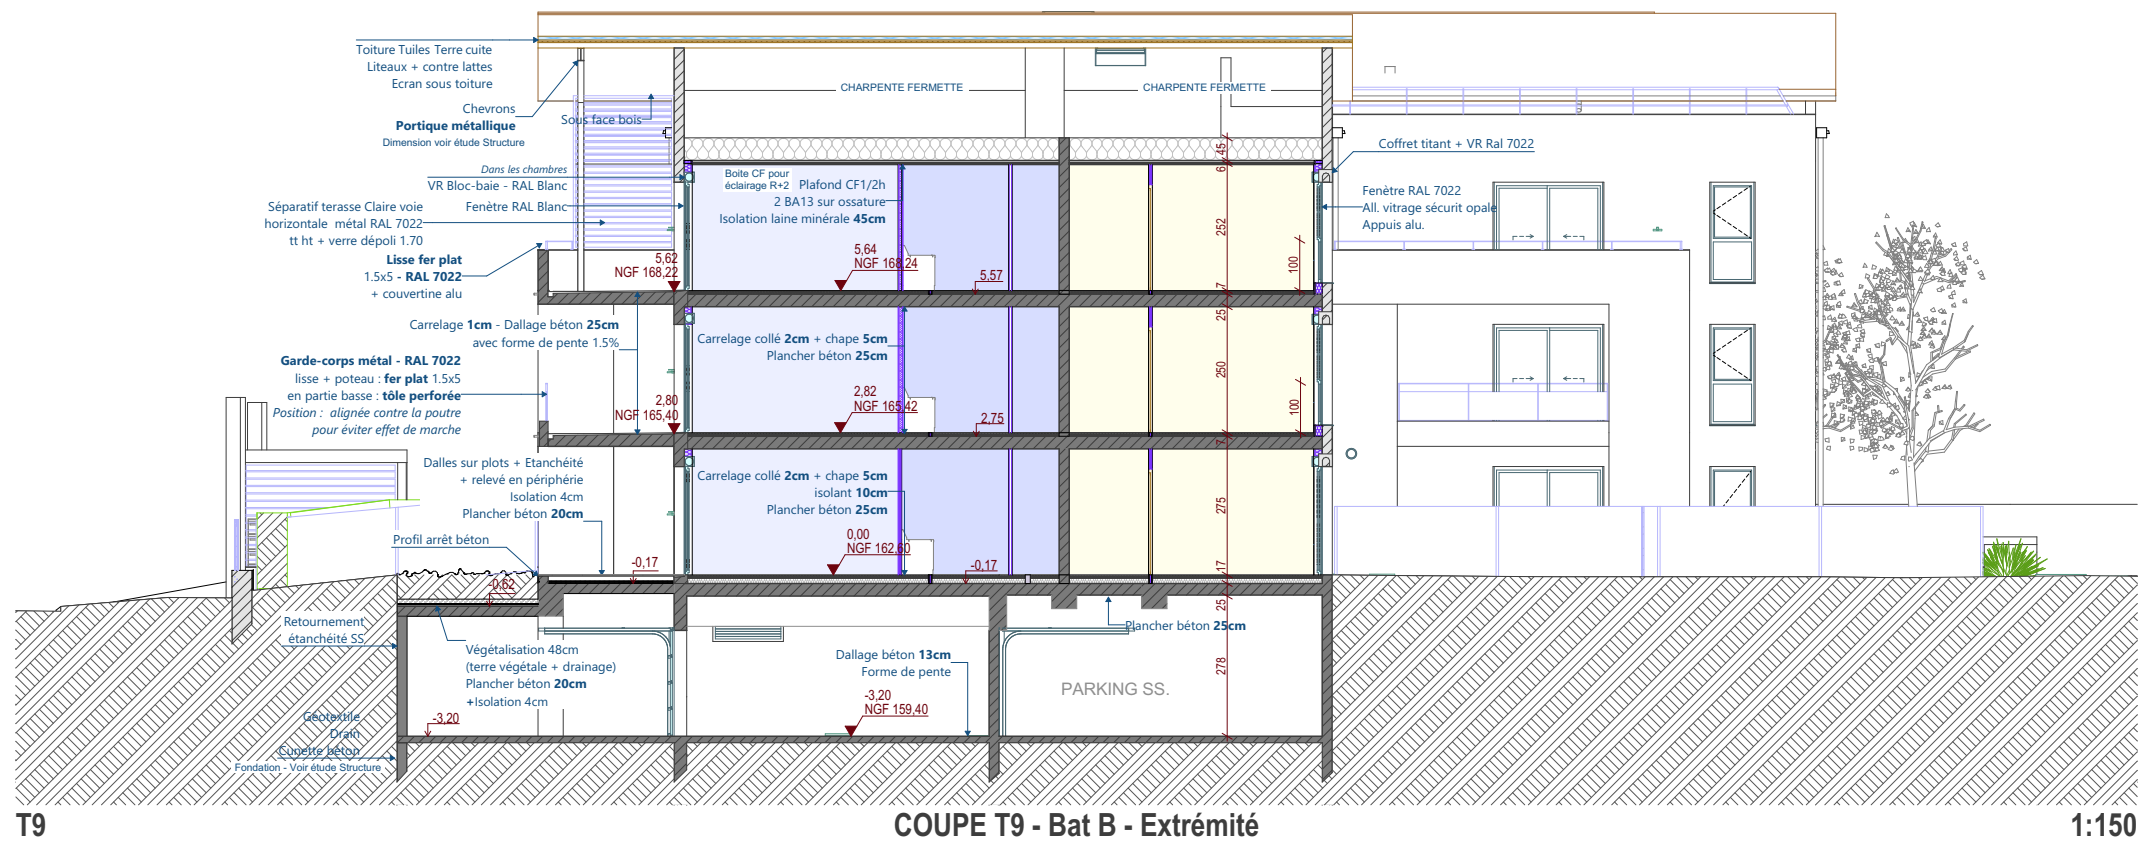 Toiture Tuiles Terre cuite
Liteaux + contre lattes
Ecran sous toiture
Chevrons
Portique métallique
Dimension voir étude Structure
Sous face bois
CHARPENTE FERMETTE
CHARPENTE FERMETTE
Dans les chambres
VR Bloc-baie - RAL Blanc
Fenètre RAL Blanc
Séparatif terasse Claire voie
horizontale métal RAL 7022
tt ht + verre dépoli 1.70
Lisse fer plat
1.5x5 - RAL 7022
+ couvertine alu
Boite CF pour
éclairage R+2
Plafond CF1/2h
2 BA13 sur ossature
Isolation laine minérale 45cm
Coffret titant + VR Ral 7022
Fenètre RAL 7022
All. vitrage sécurit opale
Appuis alu.
45
6
252
100
7
5,62
NGF 168,22
5,64
NGF 168,24
5,57
Carrelage 1cm - Dallage béton 25cm
avec forme de pente 1.5%
Garde-corps métal - RAL 7022
lisse + poteau : fer plat 1.5x5
en partie basse : tôle perforée
Position : alignée contre la poutre
pour éviter effet de marche
Carrelage collé 2cm + chape 5cm
Plancher béton 25cm
25
250
100
7
2,80
NGF 165,40
2,82
NGF 165,42
2,75
Dalles sur plots + Etanchéité
+ relevé en périphérie
Isolation 4cm
Plancher béton 20cm
Profil arrêt béton
Carrelage collé 2cm + chape 5cm
isolant 10cm
Plancher béton 25cm
275
17
0,00
NGF 162,60
-0,17
-0,17
-0,62
25
278
Retournement
étanchéité SS
Végétalisation 48cm
(terre végétale + drainage)
Plancher béton 20cm
+Isolation 4cm
Plancher béton 25cm
Dallage béton 13cm
Forme de pente
PARKING SS.
-3,20
NGF 159,40
-3,20
Géotextile
Drain
Cunette béton
Fondation - Voir étude Structure
T9
COUPE T9 - Bat B - Extrémité
1:150